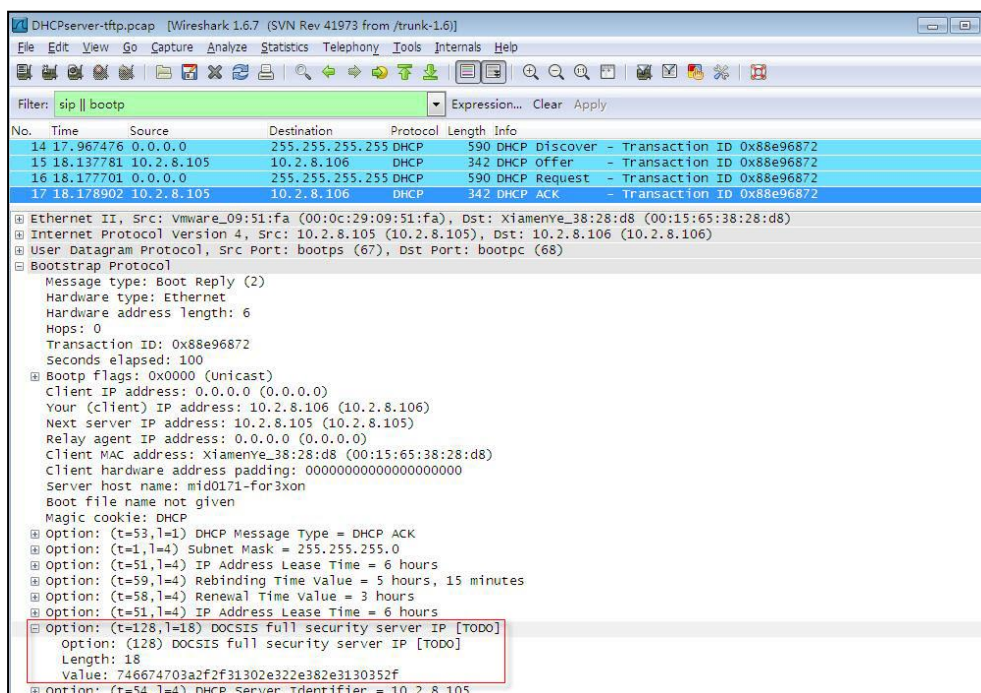 DHCPserver-tftp.pcap [Wireshark 1.6.7 (SVN Rev 41973 from /trunk-1.6)]
File Edit View Go Capture Analyze Statistics Telephony Tools Internals Help
Filter: sip || bootp Expression... Clear Apply
No. Time Source Destination Protocol Length Info
14 17.967476 0.0.0.0 255.255.255.255 DHCP 590 DHCP Discover - Transaction ID 0x88e96872
15 18.137781 10.2.8.105 10.2.8.106 DHCP 342 DHCP Offer - Transaction ID 0x88e96872
16 18.177701 0.0.0.0 255.255.255.255 DHCP 590 DHCP Request - Transaction ID 0x88e96872
17 18.178902 10.2.8.105 10.2.8.106 DHCP 342 DHCP ACK - Transaction ID 0x88e96872
Ethernet II, Src: Vmware_09:51:fa (00:0c:29:09:51:fa), Dst: XiamenYe_38:28:d8 (00:15:65:38:28:d8)
Internet Protocol Version 4, Src: 10.2.8.105 (10.2.8.105), Dst: 10.2.8.106 (10.2.8.106)
User Datagram Protocol, Src Port: bootps (67), Dst Port: bootpc (68)
Bootstrap Protocol
Message type: Boot Reply (2)
Hardware type: Ethernet
Hardware address length: 6
Hops: 0
Transaction ID: 0x88e96872
Seconds elapsed: 100
Bootp flags: 0x0000 (Unicast)
Client IP address: 0.0.0.0 (0.0.0.0)
Your (client) IP address: 10.2.8.106 (10.2.8.106)
Next server IP address: 10.2.8.105 (10.2.8.105)
Relay agent IP address: 0.0.0.0 (0.0.0.0)
Client MAC address: XiamenYe_38:28:d8 (00:15:65:38:28:d8)
Client hardware address padding: 00000000000000000000
Server host name: mid0171-for3xon
Boot file name not given
Magic cookie: DHCP
Option: (t=53,l=1) DHCP Message Type = DHCP ACK
Option: (t=1,l=4) Subnet Mask = 255.255.255.0
Option: (t=51,l=4) IP Address Lease Time = 6 hours
Option: (t=59,l=4) Rebinding Time Value = 5 hours, 15 minutes
Option: (t=58,l=4) Renewal Time Value = 3 hours
Option: (t=51,l=4) IP Address Lease Time = 6 hours
Option: (t=128,l=18) DOCSIS full security server IP [TODO]
Option: (128) DOCSIS full security server IP [TODO]
Length: 18
Value: 746674703a2f2f31302e322e382e3130352f
Option: (t=54,l=4) DHCP Server Identifier = 10.2.8.105